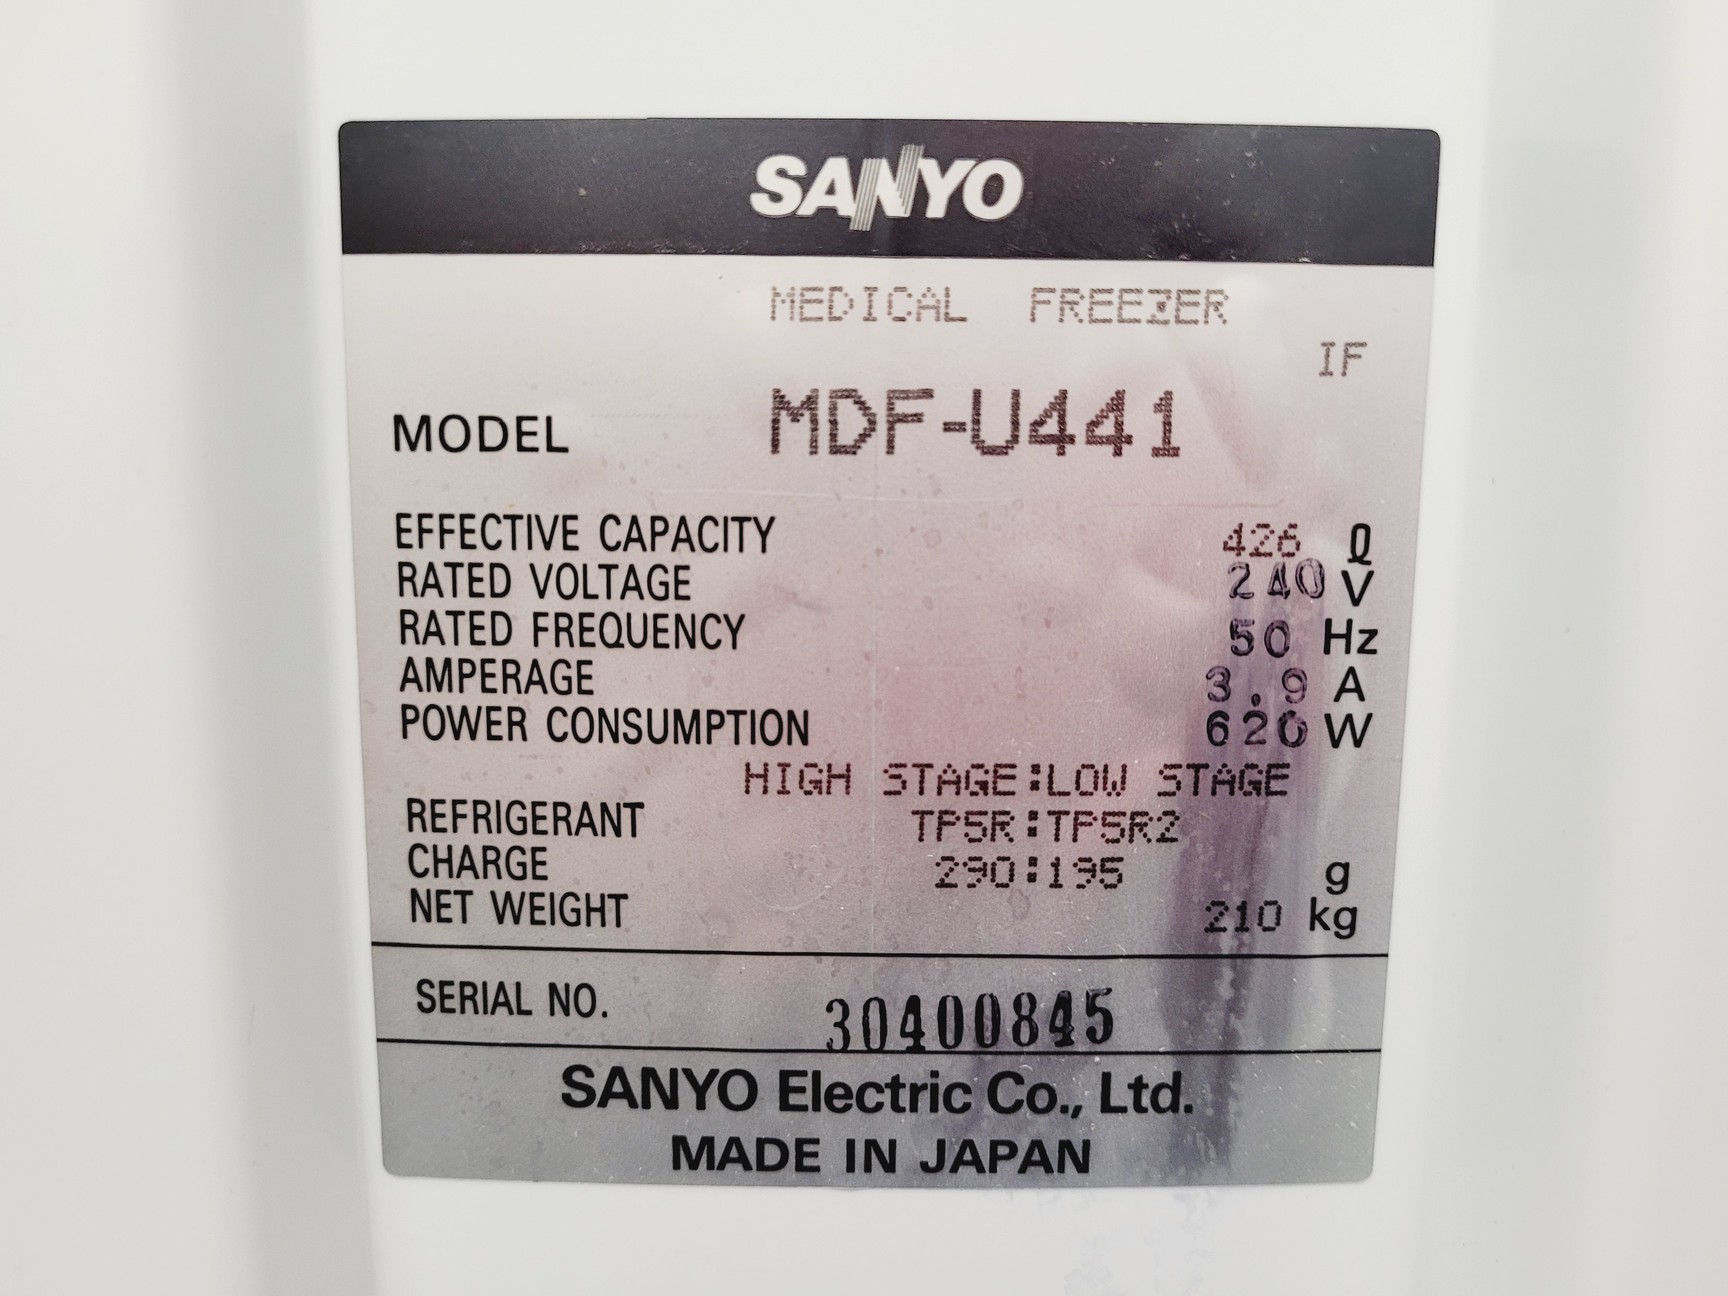 SANYO
MEDICAL FREEZER
IF
MODEL MDF-U441
EFFECTIVE CAPACITY 426 ℓ
RATED VOLTAGE 240 V
RATED FREQUENCY 50 Hz
AMPERAGE 3.9 A
POWER CONSUMPTION 620 W
HIGH STAGE:LOW STAGE
REFRIGERANT TP5R:TP5R2
CHARGE 290:195 g
NET WEIGHT 210 kg
SERIAL NO. 30400845
SANYO Electric Co., Ltd.
MADE IN JAPAN